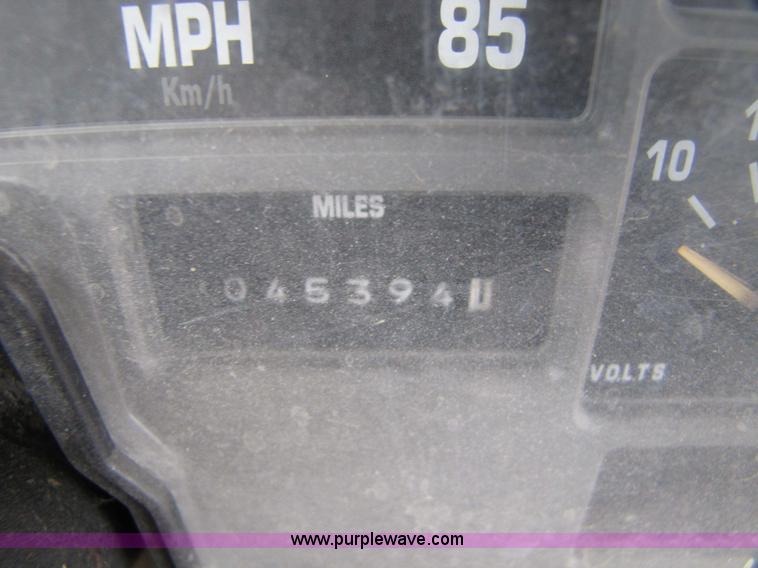 MPH 85
Km/h
10
MILES
045394
VOLTS
www.purplewave.com